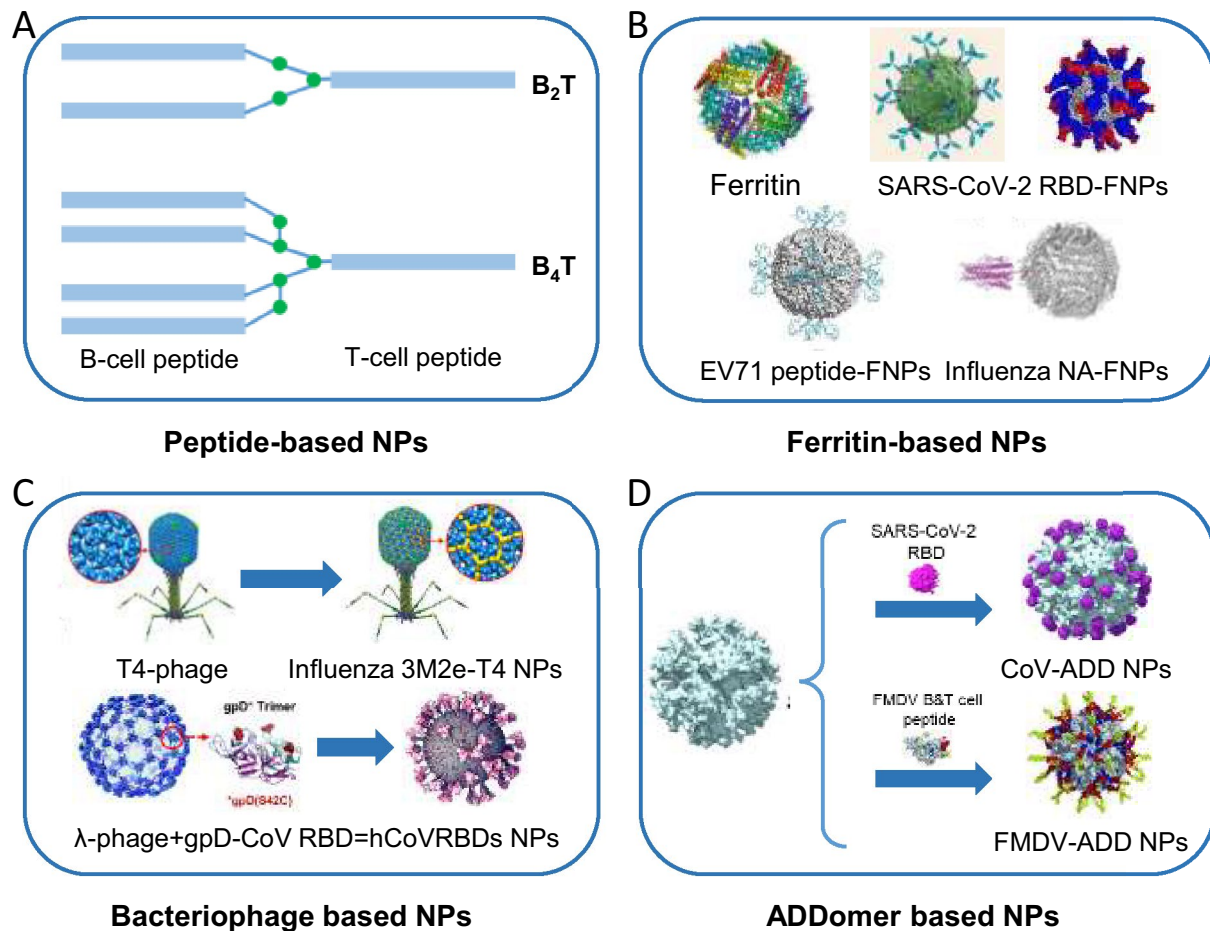 A
B₂T
B₄T
B-cell peptide
T-cell peptide
Peptide-based NPs
B
Ferritin
SARS-CoV-2 RBD-FNPs
EV71 peptide-FNPs
Influenza NA-FNPs
Ferritin-based NPs
C
T4-phage
Influenza 3M2e-T4 NPs
gpD* Trimer
*gpD(S42C)
λ-phage+gpD-CoV RBD=hCoVRBDs NPs
Bacteriophage based NPs
D
SARS-CoV-2
RBD
CoV-ADD NPs
FMDV B&T cell
peptide
FMDV-ADD NPs
ADDomer based NPs